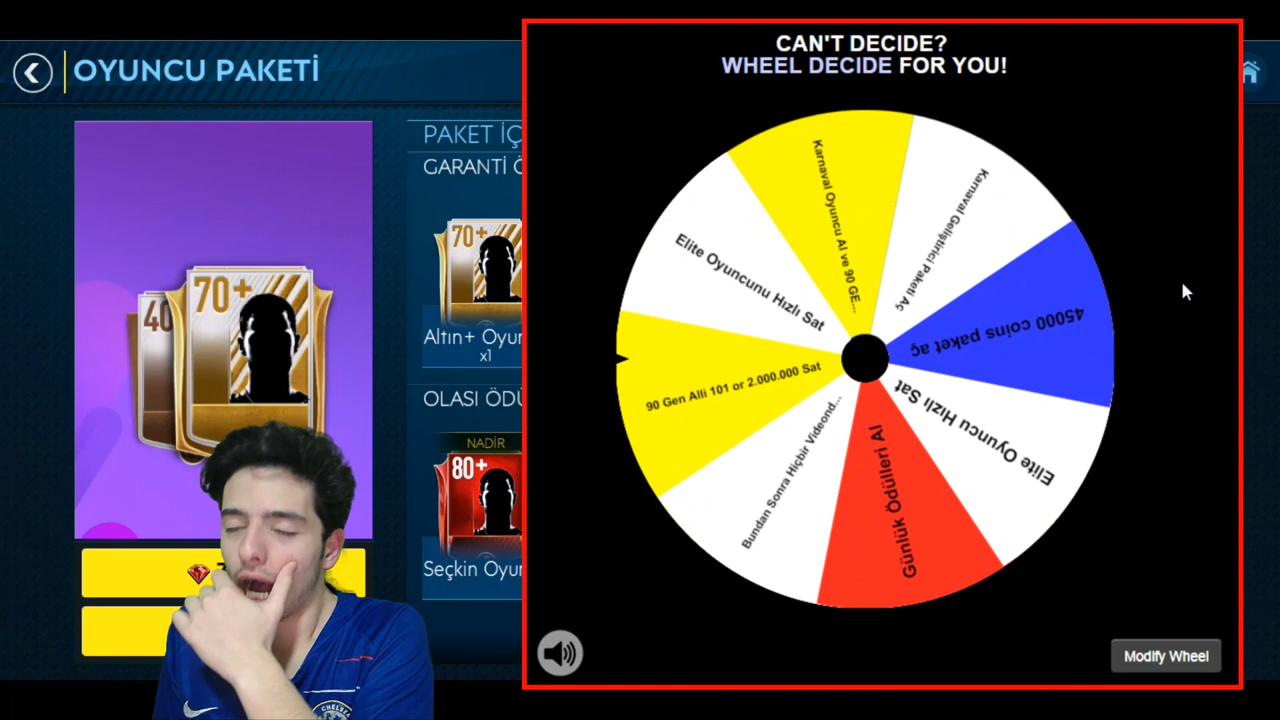 OYUNCU PAKETİ
PAKET İÇ
GARANTİ Ö
70+
40
70+
Altın+ Oyun
x1
OLASI ÖDÜ
NADİR
80+
Seçkin Oyun
CHELSEA
CAN'T DECIDE?
WHEEL DECIDE FOR YOU!
Karnaval Oyuncu Al ve 90 GE...
Karnaval Geliştirici Paketi Aç
45000 coins paket aç
Elite Oyuncu Hızlı Sat
Günlük Ödülleri Al
Bundan Sonra Hiçbir Videond...
90 Gen Alli 101 or 2.000.000 Sat
Elite Oyuncunu Hızlı Sat
Modify Wheel